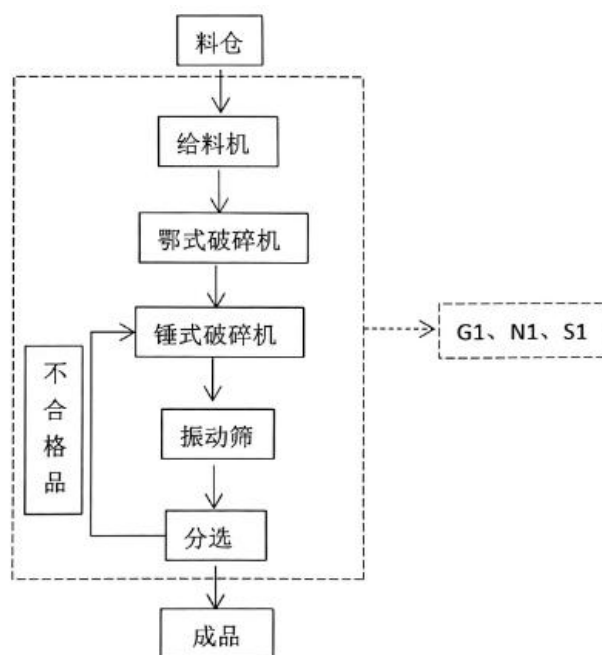 料仓
给料机
鄂式破碎机
锤式破碎机
G1、N1、S1
不合格品
振动筛
分选
成品